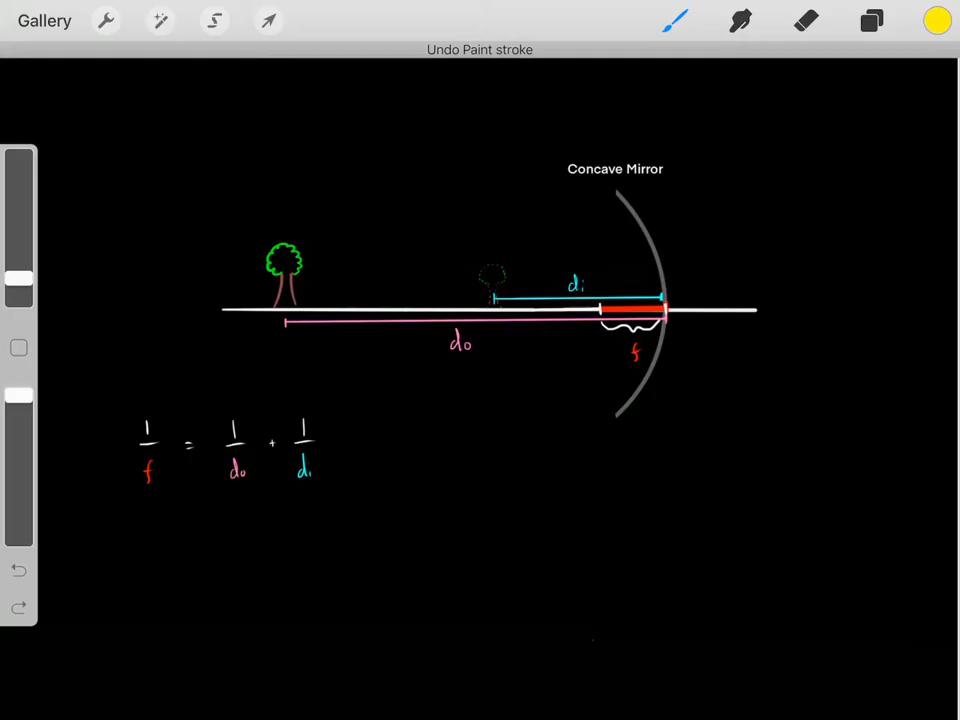 Gallery
Undo Paint stroke
Concave Mirror
di
do
f
1/f = 1/do + 1/di